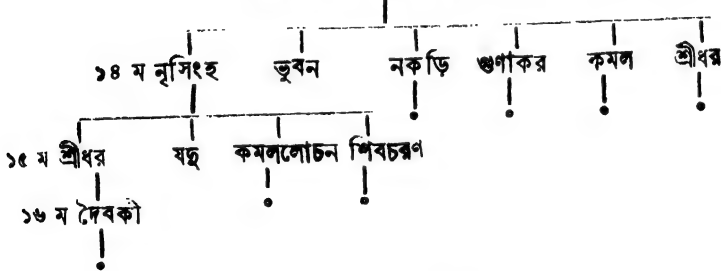 ১৪ ম নৃসিংহ ভুবন নকড়ি গুণাকর কমল শ্রীধর
১৫ ম শ্রীধর যদু কমললোচন শিবচরণ
১৬ ম দৈবকী